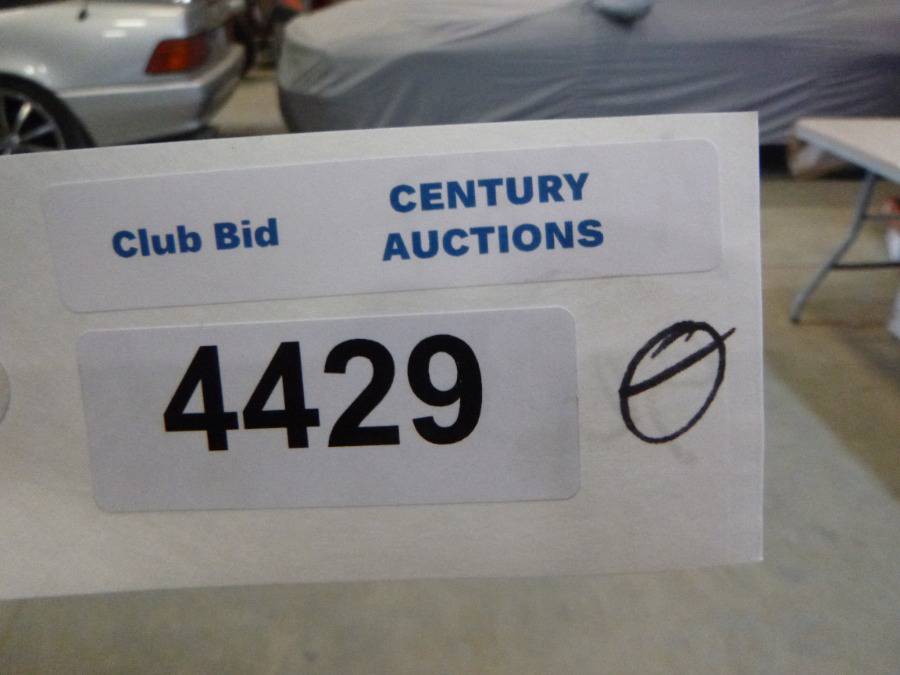 Club Bid
CENTURY
AUCTIONS
4429